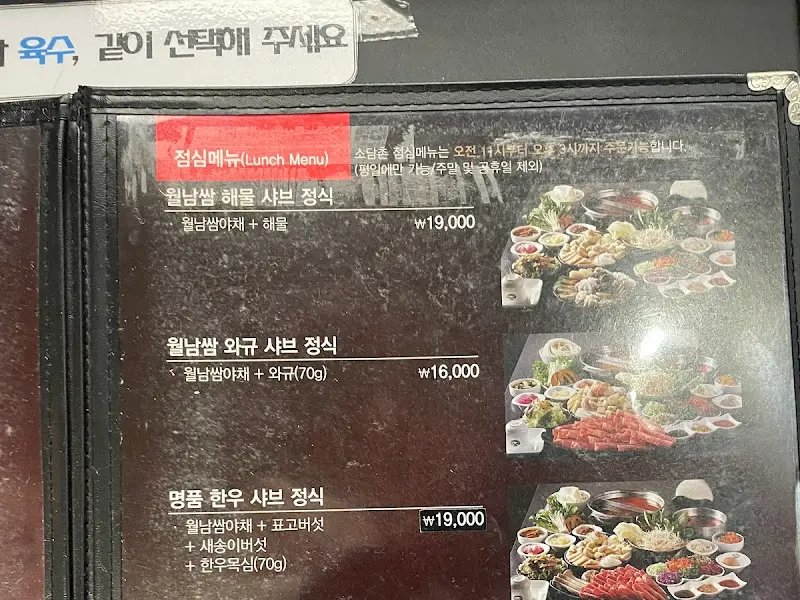 육수, 같이 선택해 주세요
점심메뉴(Lunch Menu)
소담촌 점심메뉴는 오전 11시부터 오후 3시까지 주문가능합니다.
(평일에만 가능/주말 및 공휴일 제외)
월남쌈 해물 샤브 정식
월남쌈야채 + 해물 ₩19,000
월남쌈 와규 샤브 정식
월남쌈야채 + 와규(70g) ₩16,000
명품 한우 샤브 정식
월남쌈야채 + 표고버섯 ₩19,000
+ 새송이버섯
+ 한우목심(70g)